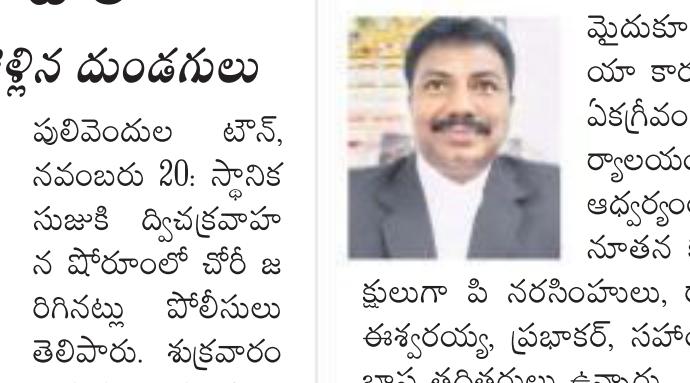 ళ్లిన దుండగులు
పులివెందుల టౌన్,
నవంబరు 20: స్థానిక
సుజుకి ద్విచక్రవాహ
న షోరూంలో చోరీ జ
రిగినట్లు పోలీసులు
తెలిపారు. శుక్రవారం
మైదుకూ
యా కార
ఏకగ్రీవం
ర్యాలయం
ఆధ్వర్యం
నూతన
క్షులుగా పి నరసింహులు,
ఈశ్వరయ్య, ప్రభాకర్, సహా